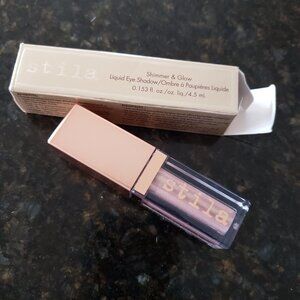 stila
Shimmer & Glow
Liquid Eye Shadow/Ombre à Paupières Liquide
0.153 fl.oz./oz. liq./4.5 mL
stila